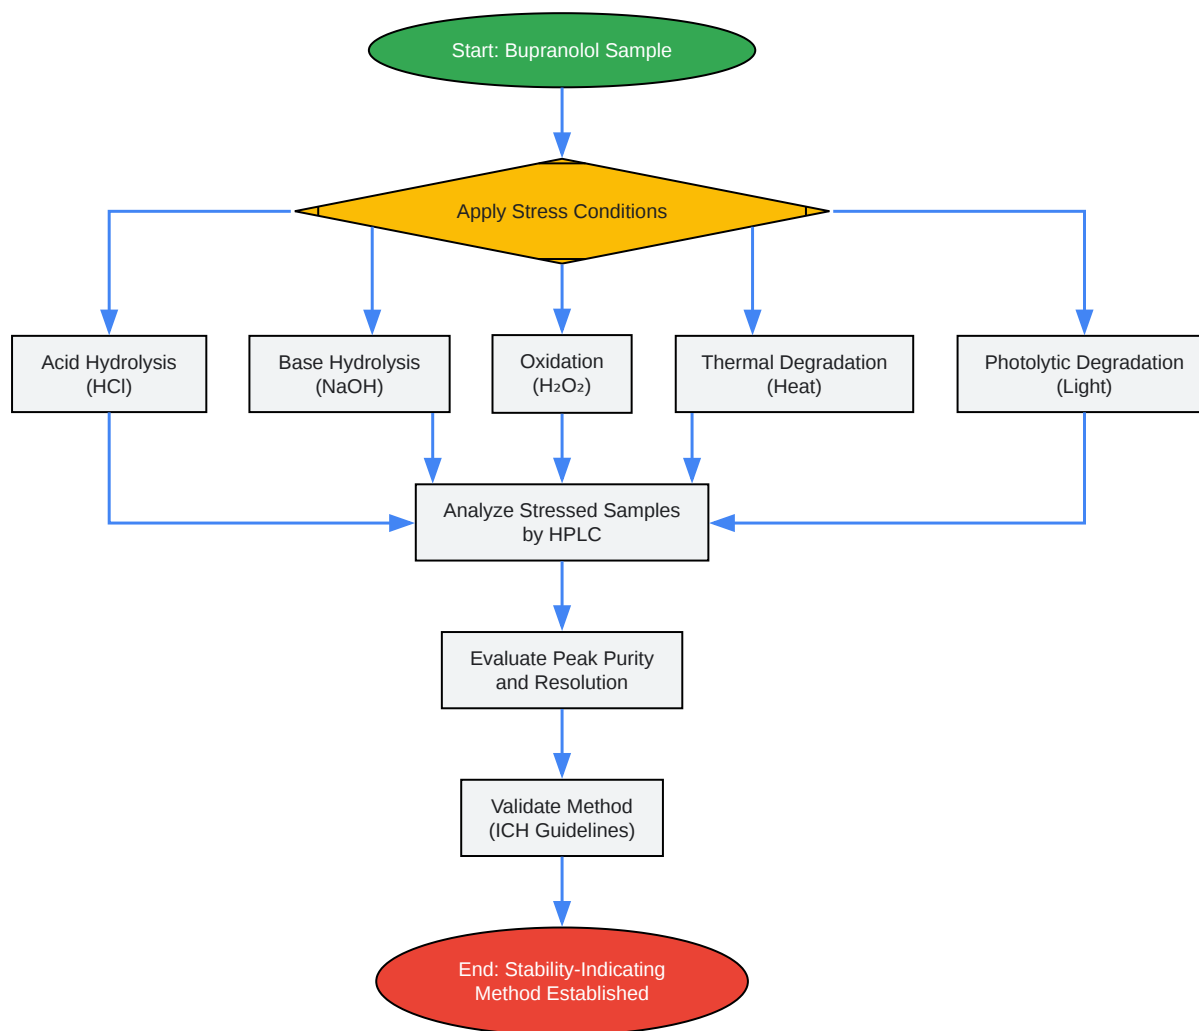 Start: Bupranolol Sample
Apply Stress Conditions
Acid Hydrolysis
(HCl)
Base Hydrolysis
(NaOH)
Oxidation
(H₂O₂)
Thermal Degradation
(Heat)
Photolytic Degradation
(Light)
Analyze Stressed Samples
by HPLC
Evaluate Peak Purity
and Resolution
Validate Method
(ICH Guidelines)
End: Stability-Indicating
Method Established